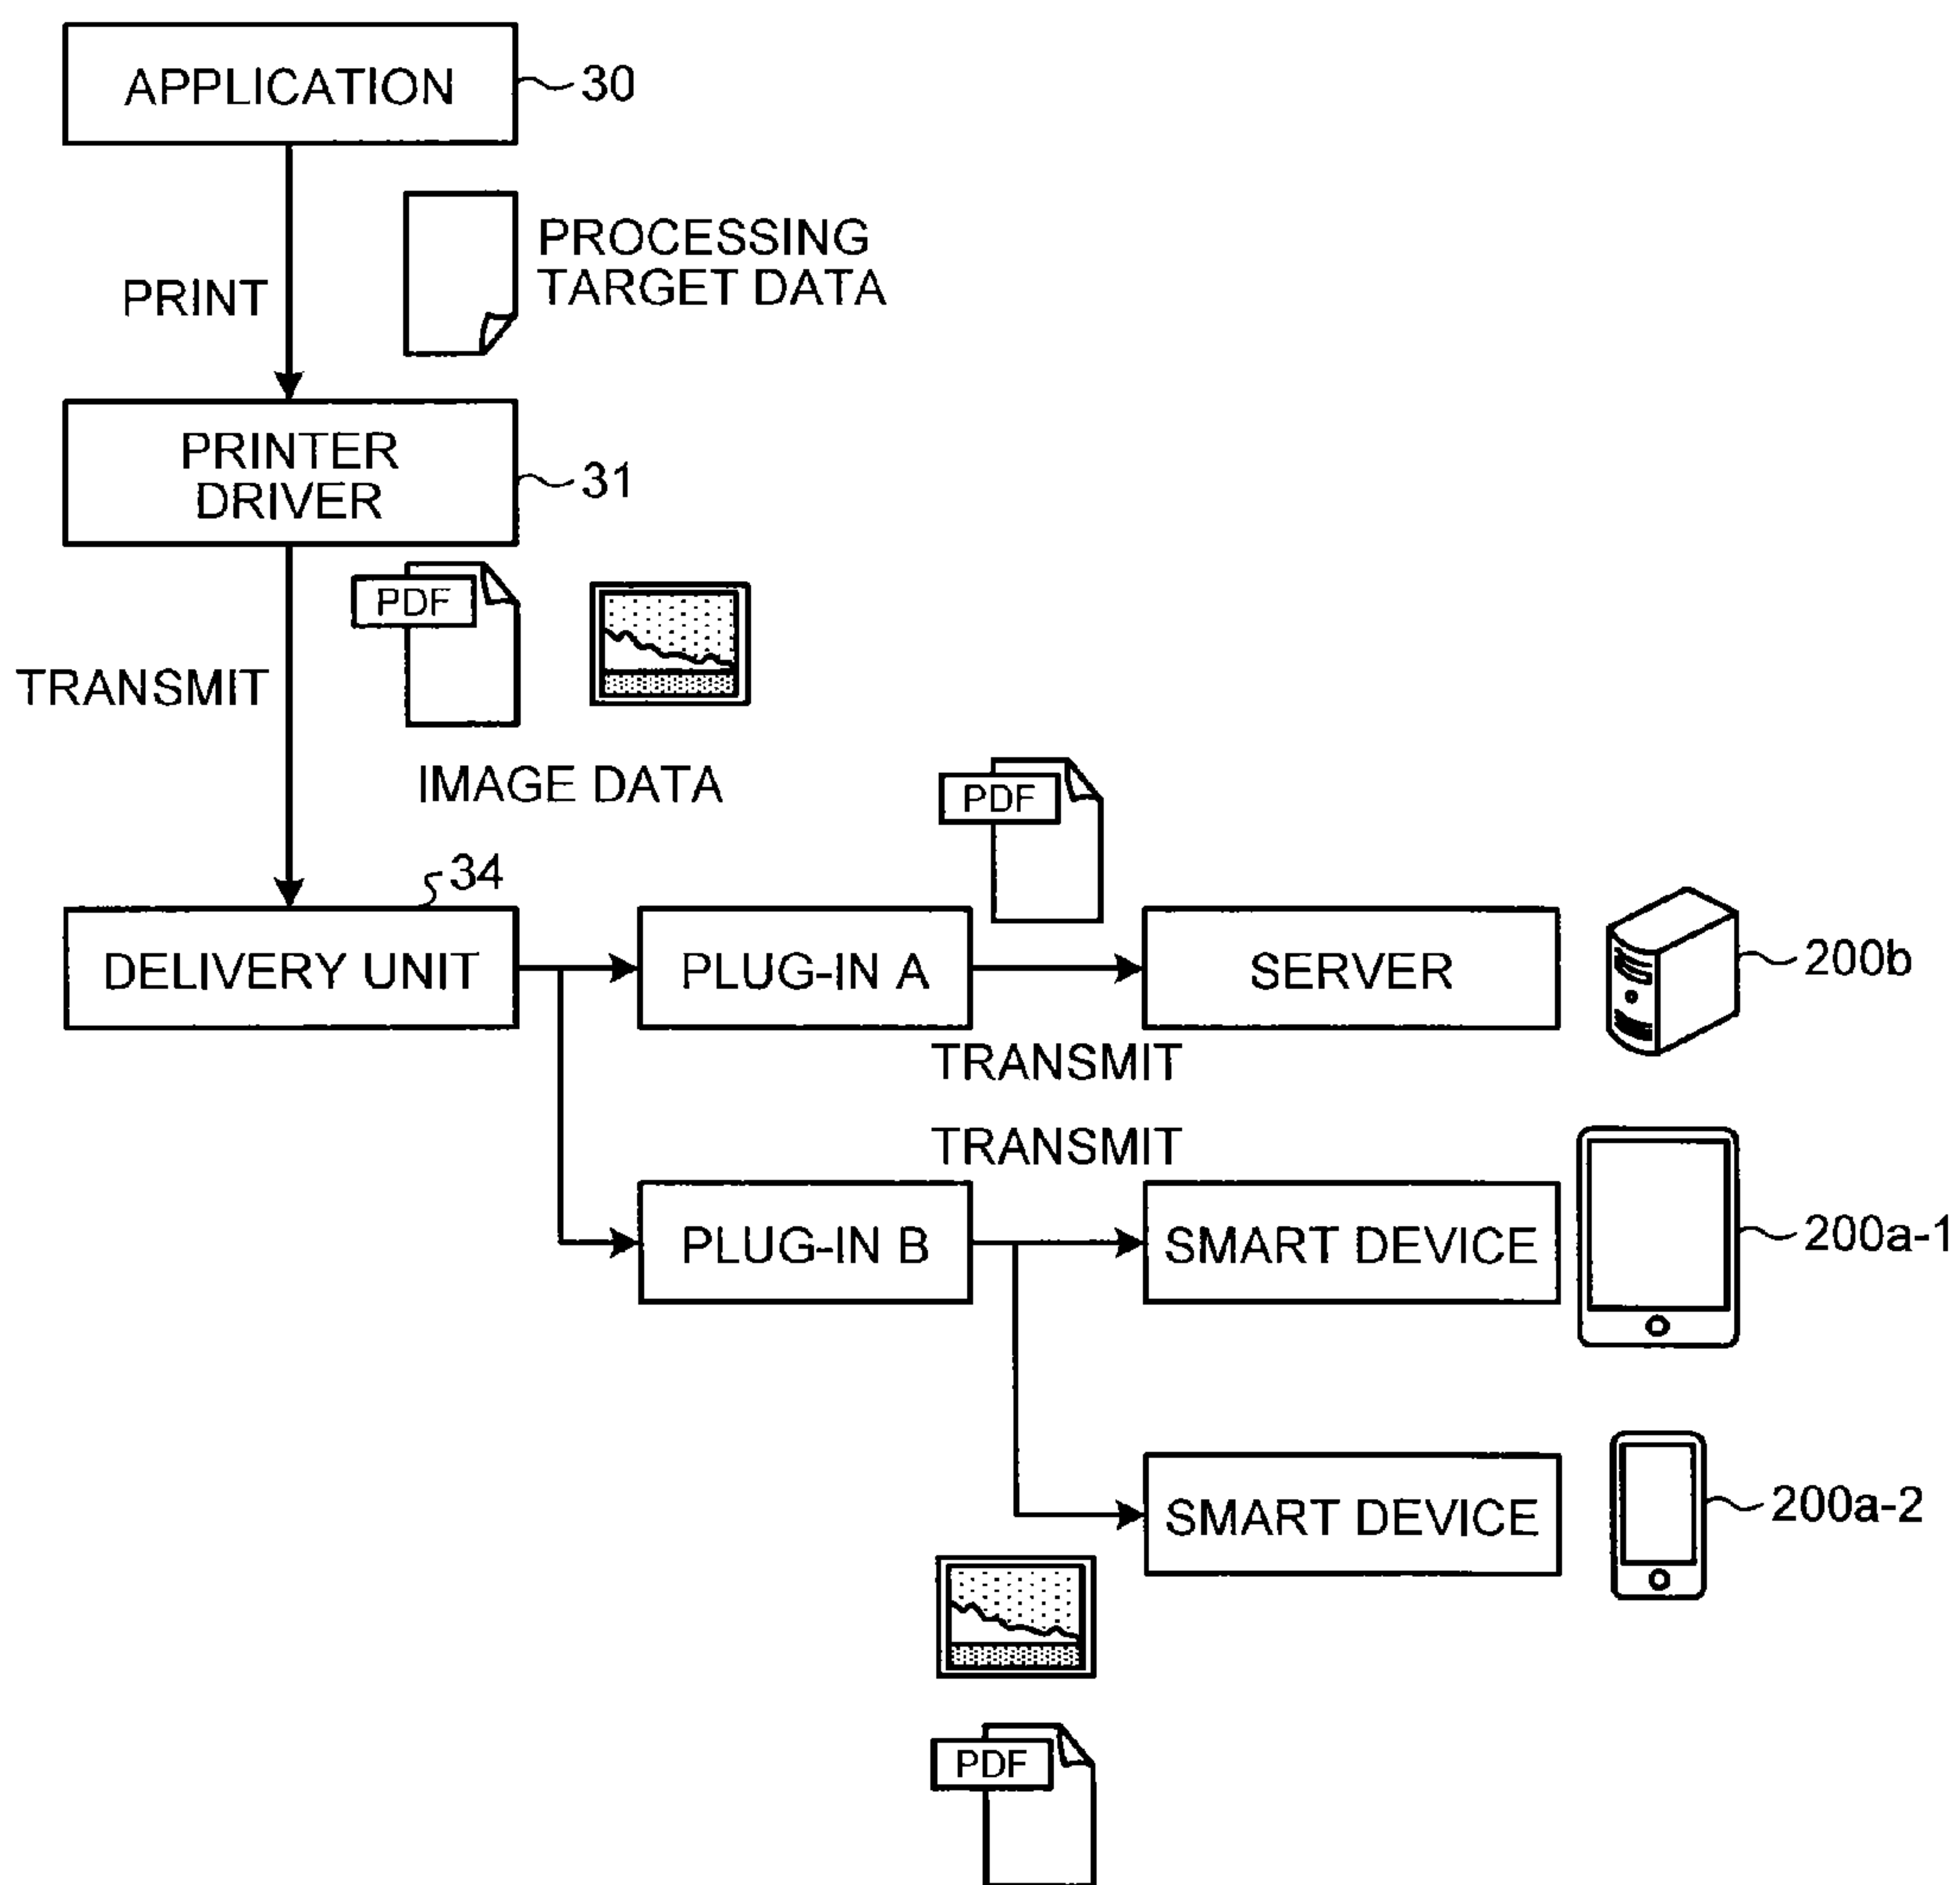 APPLICATION
30
PROCESSING
TARGET DATA
PRINT
PRINTER
DRIVER
31
PDF
TRANSMIT
IMAGE DATA
PDF
34
DELIVERY UNIT
PLUG-IN A
SERVER
200b
TRANSMIT
TRANSMIT
PLUG-IN B
SMART DEVICE
200a-1
SMART DEVICE
200a-2
PDF